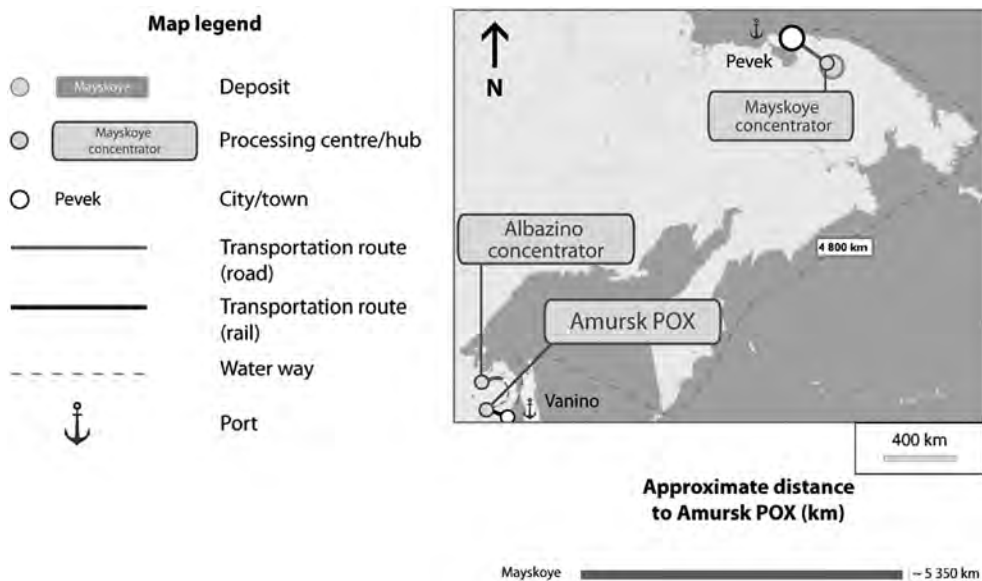 Map legend
Mayskoye
Deposit
Mayskoye
concentrator
Processing centre/hub
Pevek
City/town
Transportation route
(road)
Transportation route
(rail)
Water way
Port
N
Pevek
Mayskoye
concentrator
Albazino
concentrator
4 800 km
Amursk POX
Vanino
400 km
Approximate distance
to Amursk POX (km)
Mayskoye
~ 5 350 km